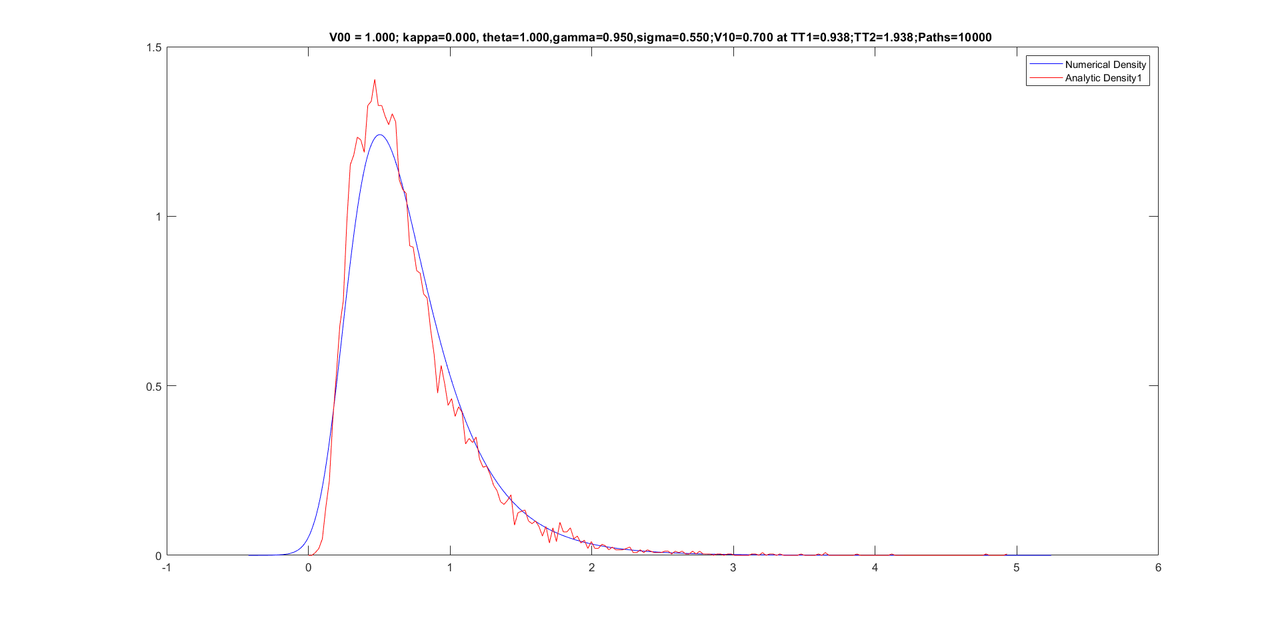 V00 = 1.000; kappa=0.000, theta=1.000,gamma=0.950,sigma=0.550;V10=0.700 at TT1=0.938;TT2=1.938;Paths=10000
Numerical Density
Analytic Density1
1.5
1
0.5
0
-1 0 1 2 3 4 5 6